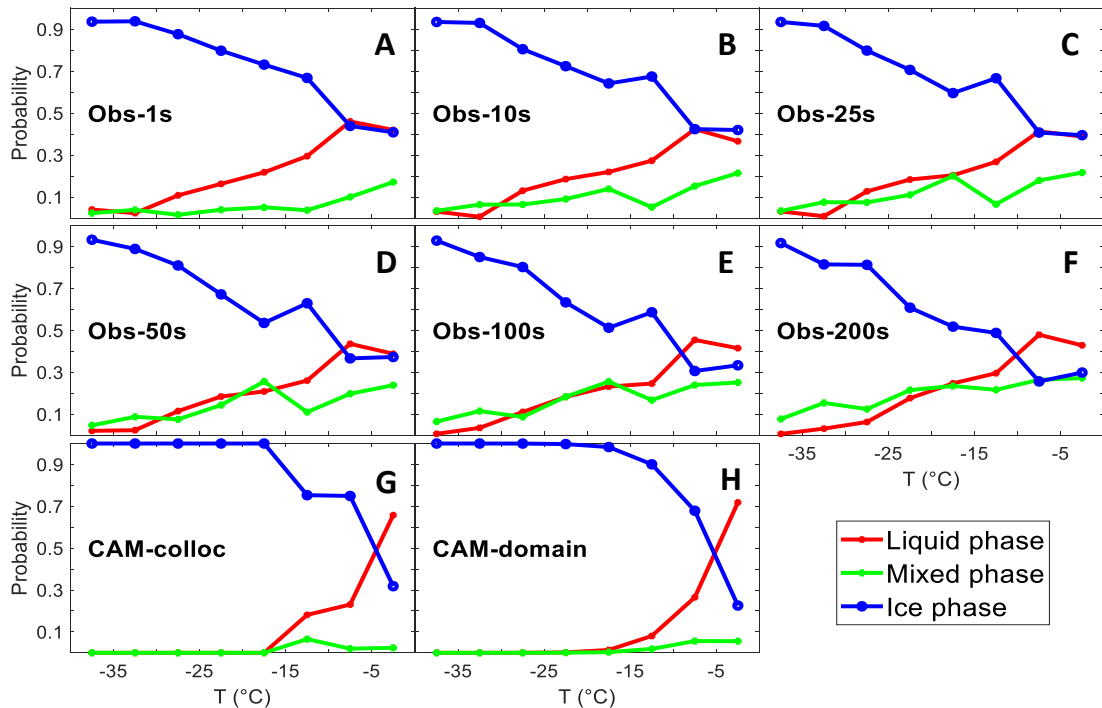 A
B
C
Obs-1s
Obs-10s
Obs-25s
Probability
0.9
0.7
0.5
0.3
0.1
D
E
F
Obs-50s
Obs-100s
Obs-200s
Probability
0.9
0.7
0.5
0.3
0.1
-35 -25 -15 -5
T (°C)
G
H
CAM-colloc
CAM-domain
Probability
0.9
0.7
0.5
0.3
0.1
-35 -25 -15 -5
T (°C)
-35 -25 -15 -5
T (°C)
Liquid phase
Mixed phase
Ice phase